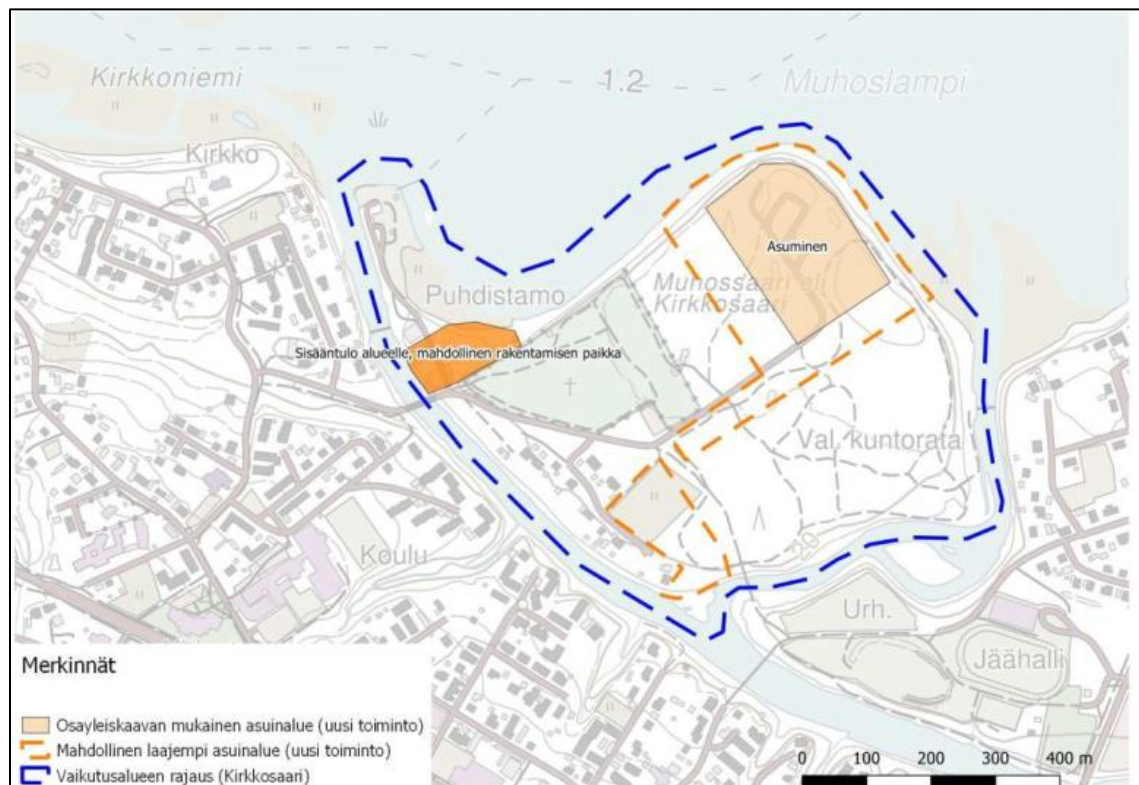 Kirkkoniemi
1.2
Muhoslampi
Kirkko
Asuminen
Muhossaari eli
Kirkkosaari
Puhdistamo
Sisääntulo alueelle, mahdollinen rakentamisen paikka
Val. kuntorata
Koulu
20
Urh.
Jäähalli
Merkinnät
Osayleiskaavan mukainen asuinalue (uusi toiminto)
Mahdollinen laajempi asuinalue (uusi toiminto)
Vaikutusalueen rajaus (Kirkkosaari)
0 100 200 300 400 m